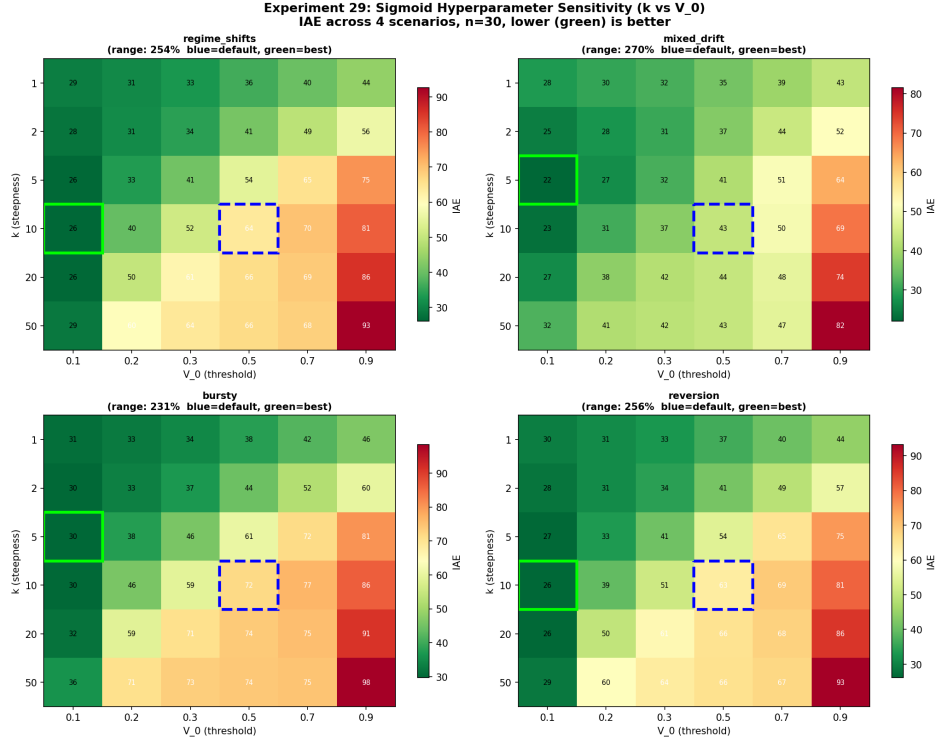 Experiment 29: Sigmoid Hyperparameter Sensitivity (k vs V_0)
IAE across 4 scenarios, n=30, lower (green) is better
regime_shifts
(range: 254%  blue=default, green=best)
1 29 31 33 36 40 44
2 28 31 34 41 49 56
5 26 33 41 54 65 75
10 26 40 52 64 70 81
20 26 50 66 69 86
50 29 64 66 68 93
0.1 0.2 0.3 0.5 0.7 0.9
k (steepness)
V_0 (threshold)
90
80
70
60
50
40
30
IAE
mixed_drift
(range: 270%  blue=default, green=best)
1 28 30 32 35 39 43
2 25 28 31 37 44 52
5 22 27 32 41 51 64
10 23 31 37 43 50 69
20 27 38 42 44 48 74
50 32 41 42 43 47 82
0.1 0.2 0.3 0.5 0.7 0.9
k (steepness)
V_0 (threshold)
80
70
60
50
40
30
IAE
bursty
(range: 231%  blue=default, green=best)
1 31 33 34 38 42 46
2 30 33 37 44 52 60
5 30 38 46 61 72 81
10 30 46 59 72 77 86
20 32 59 71 74 75 91
50 36 71 73 74 75 98
0.1 0.2 0.3 0.5 0.7 0.9
k (steepness)
V_0 (threshold)
90
80
70
60
50
40
30
IAE
reversion
(range: 256%  blue=default, green=best)
1 30 31 33 37 40 44
2 28 31 34 41 49 57
5 27 33 41 54 65 75
10 26 39 51 63 69 81
20 26 50 66 68 86
50 29 60 64 66 67 93
0.1 0.2 0.3 0.5 0.7 0.9
k (steepness)
V_0 (threshold)
90
80
70
60
50
40
30
IAE